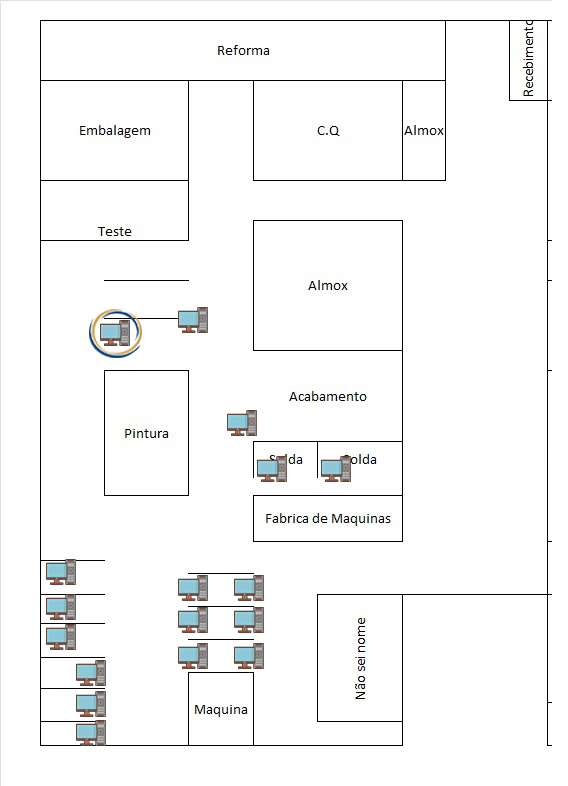 Reforma
Recebimento
Embalagem
C.Q
Almox
Teste
Almox
Acabamento
Pintura
Solda
Solda
Fabrica de Maquinas
Não sei nome
Maquina